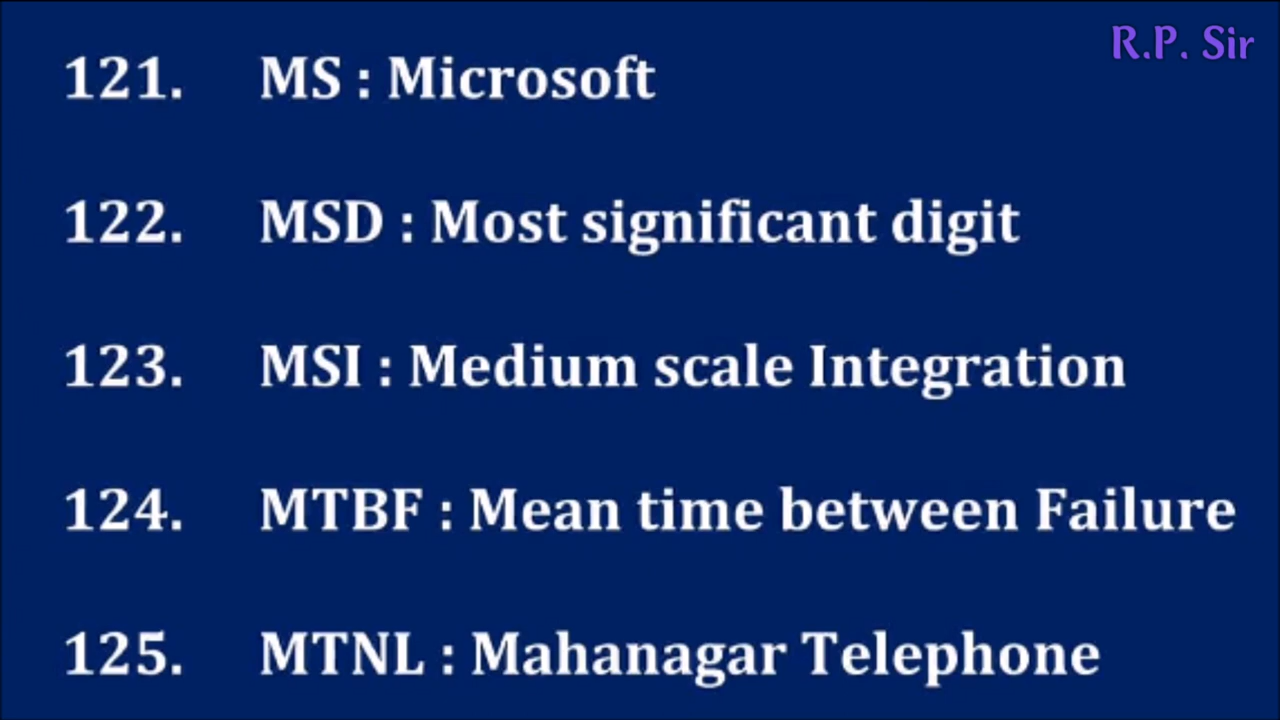 R.P. Sir
121. MS : Microsoft
122. MSD : Most significant digit
123. MSI : Medium scale Integration
124. MTBF : Mean time between Failure
125. MTNL : Mahanagar Telephone